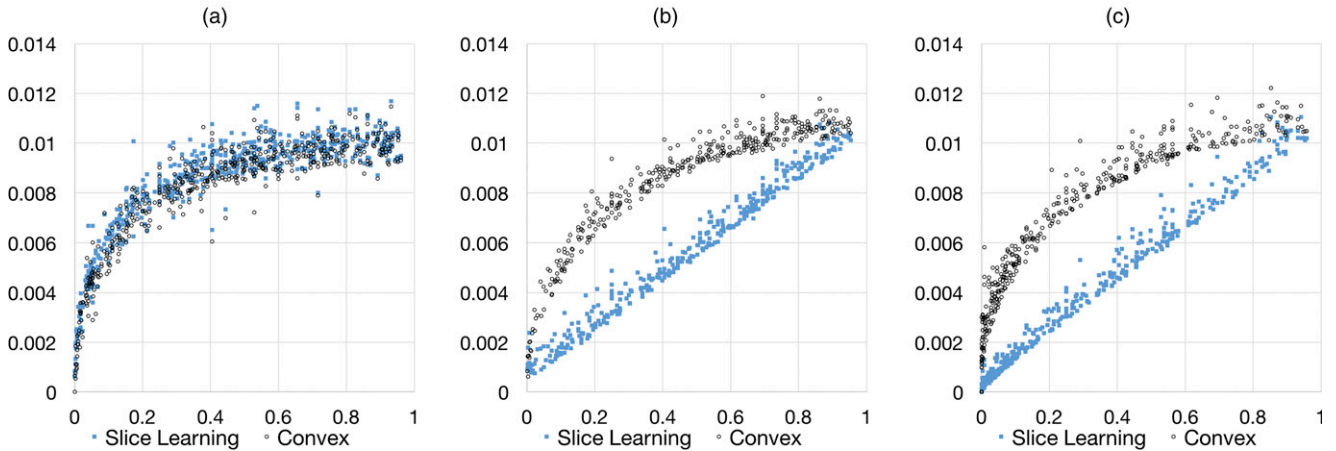 (a) (b) (c)
0.014 0.014 0.014
0.012 0.012 0.012
0.01 0.01 0.01
0.008 0.008 0.008
0.006 0.006 0.006
0.004 0.004 0.004
0.002 0.002 0.002
0 0 0
0 0.2 0.4 0.6 0.8 1 0 0.2 0.4 0.6 0.8 1 0 0.2 0.4 0.6 0.8 1
Slice Learning Convex Slice Learning Convex Slice Learning Convex